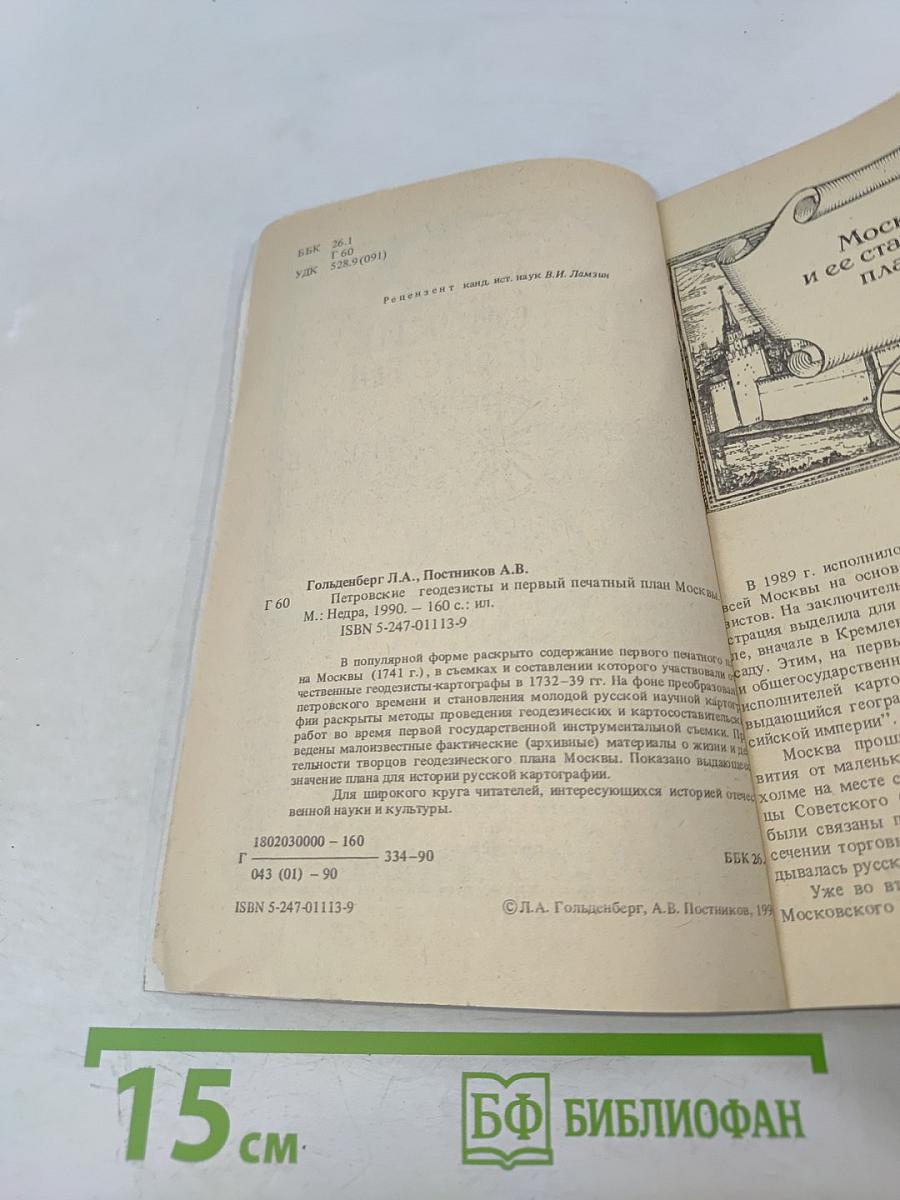 ББК 26.1
Г 60
УДК 528.9(091)
Рецензент канд. ист. наук В.И. Ламзин
Гольденберг Л.А., Постников А.В.
Г 60 Петровские геодезисты и первый печатный план Москвы.
М.: Недра, 1990. – 160 с.: ил.
ISBN 5-247-01113-9
В популярной форме раскрыто содержание первого печатного
на Москвы (1741 г.), в съемках и составлении которого участвовали
чественные геодезисты-картографы в 1732–39 гг. На фоне преобразован
петровского времени и становления молодой русской научной картог
фии раскрыты методы проведения геодезических и картосоставительск
работ во время первой государственной инструментальной съемки. Пр
ведены малоизвестные фактические (архивные) материалы о жизни и де
тельности творцов геодезического плана Москвы. Показано выдающее
значение плана для истории русской картографии.
Для широкого круга читателей, интересующихся историей отечес
венной науки и культуры.
1802030000 – 160
Г 334–90
043 (01) – 90
ББК 26.
ISBN 5-247-01113-9
© Л.А. Гольденберг, А.В. Постников, 199
Моск
и ее ста
пла
В 1989 г. исполнило
всей Москвы на основ
зистов. На заключитель
страция выделила для
ле, вначале в Кремлев
саду. Этим, на первы
и общегосударственн
исполнителей карто
выдающийся геогра
сийской империи".
Москва прош
вития от маленьк
холме на месте с
цы Советского
были связаны п
сечении торговы
дывалась русск
Уже во вт
Московского
15 см
БФ БИБЛИОФАН